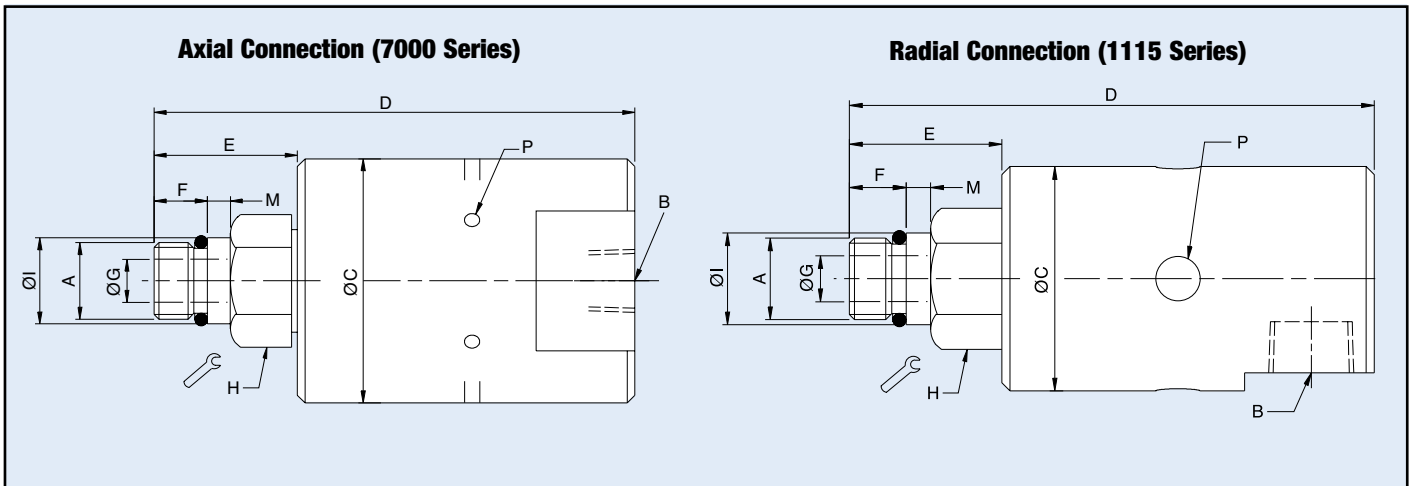 Axial Connection (7000 Series)
D
E
P
F
M
B
ØI
A
ØG
ØC
H
Radial Connection (1115 Series)
D
E
P
F
M
ØI
A
ØG
ØC
H
B